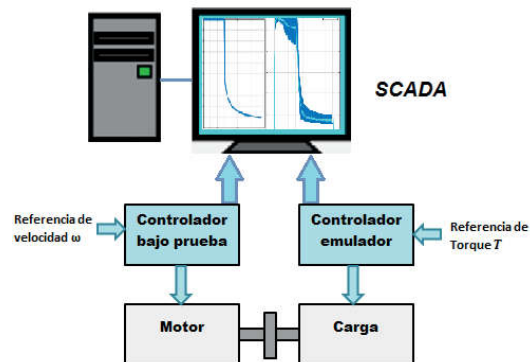 SCADA
Referencia de
velocidad ω
Controlador
bajo prueba
Controlador
emulador
Referencia de
Torque T
Motor
Carga